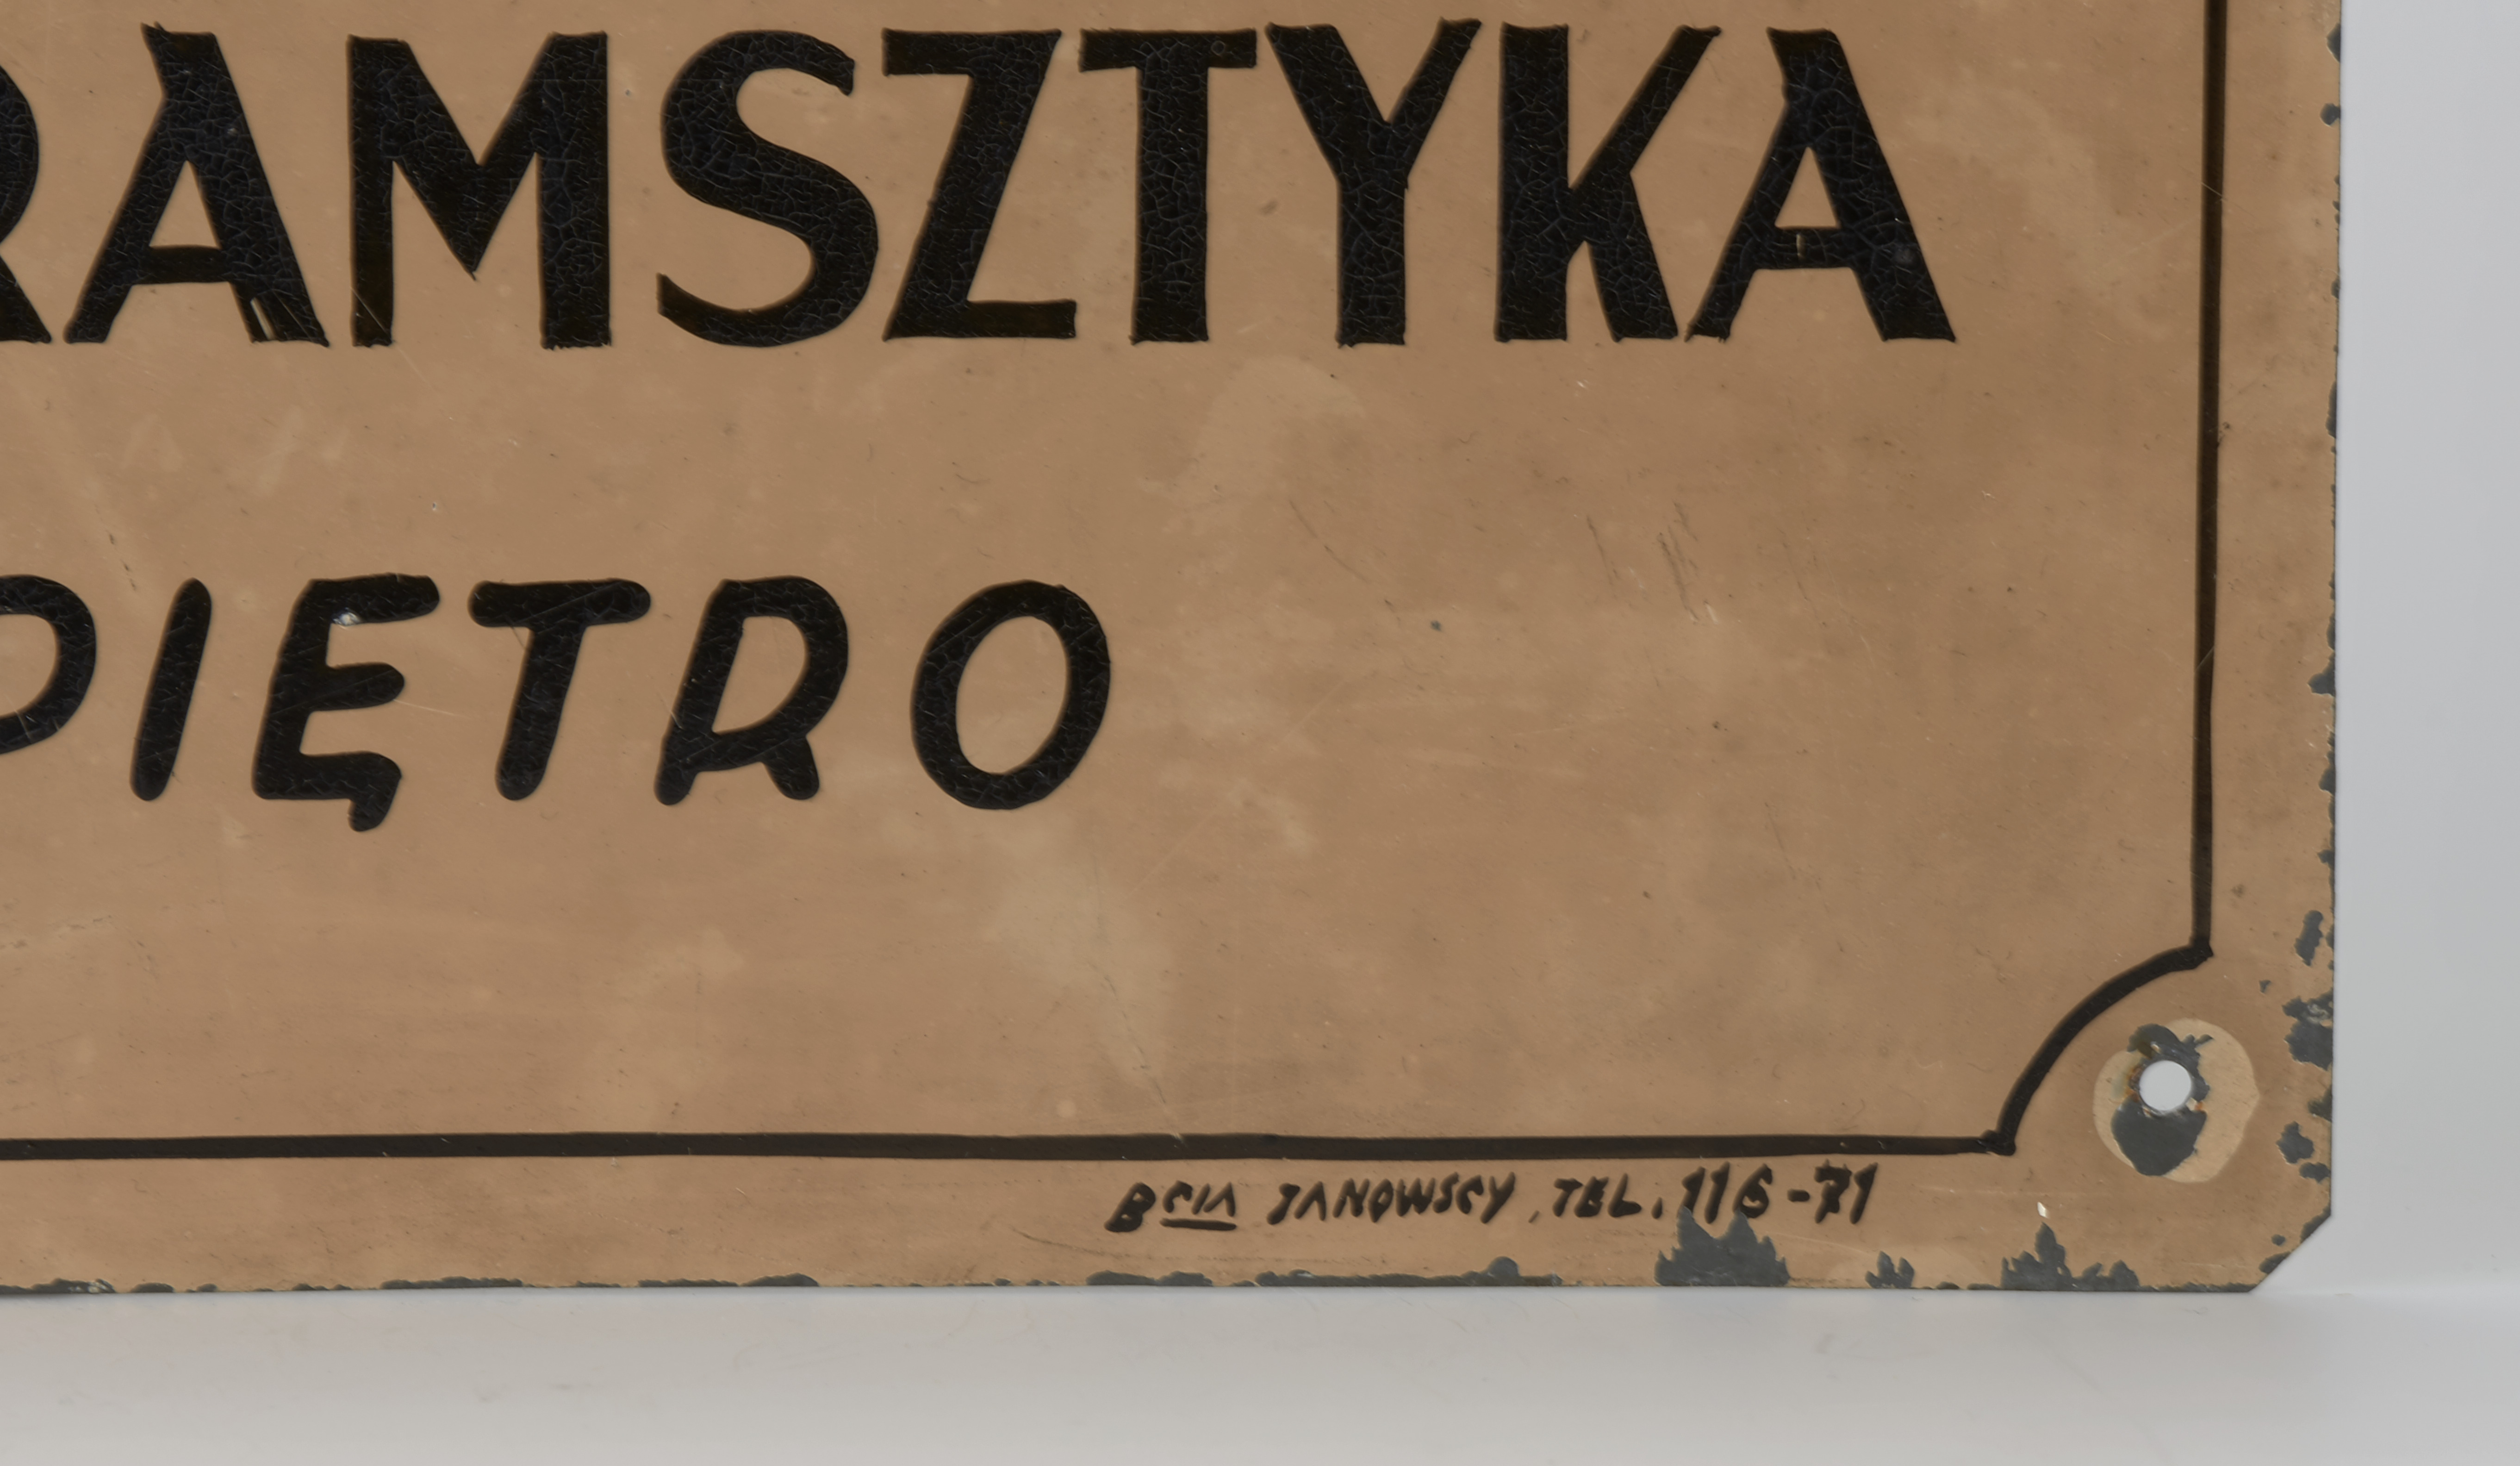 RAMSZTYKA
PIĘTRO
BCIA JANOWSCY, TEL. 116-71